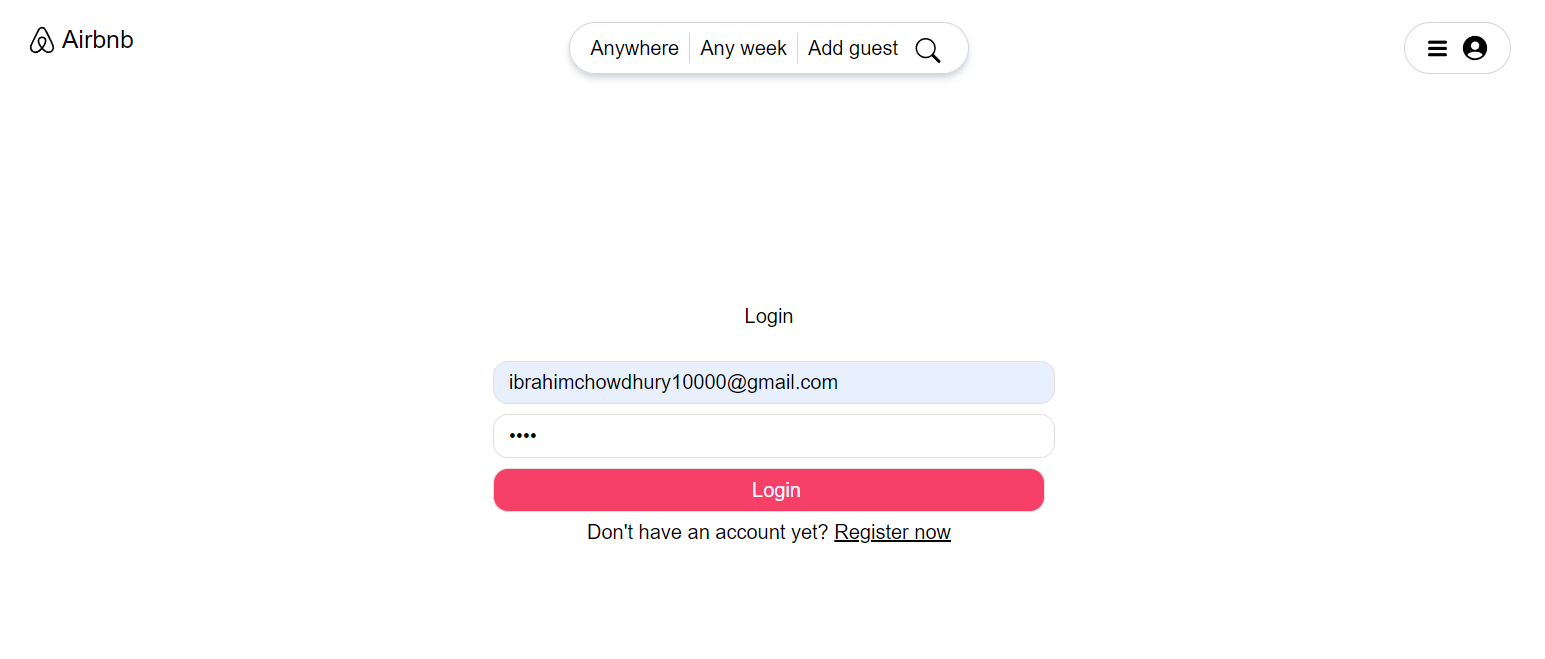 Airbnb
Anywhere Any week Add guest
Login
ibrahimchowdhury10000@gmail.com
••••
Login
Don't have an account yet? Register now